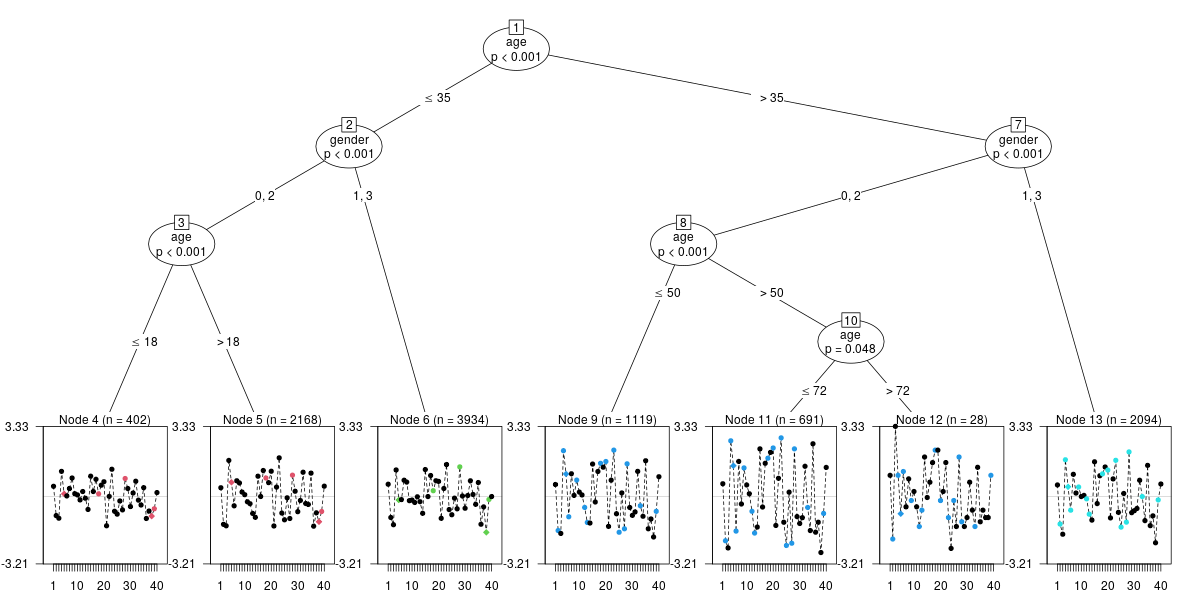 1
age
p < 0.001
≤ 35
> 35
2
gender
p < 0.001
7
gender
p < 0.001
0, 2
1, 3
0, 2
1, 3
3
age
p < 0.001
8
age
p < 0.001
≤ 50
> 50
10
age
p = 0.048
≤ 18
> 18
≤ 72
> 72
Node 4 (n = 402)
Node 5 (n = 2168)
Node 6 (n = 3934)
Node 9 (n = 1119)
Node 11 (n = 691)
Node 12 (n = 28)
Node 13 (n = 2094)
3.33 3.33 3.33 3.33 3.33 3.33 3.33
-3.21 -3.21 -3.21 -3.21 -3.21 -3.21 -3.21
1 10 20 30 40
1 10 20 30 40
1 10 20 30 40
1 10 20 30 40
1 10 20 30 40
1 10 20 30 40
1 10 20 30 40